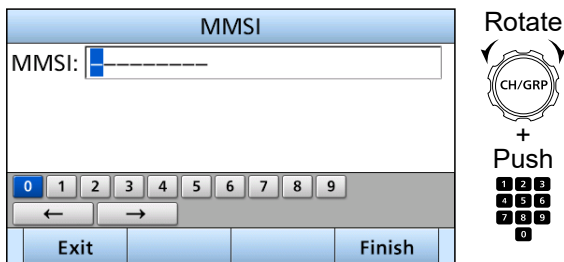 MMSI
MMSI: ---------
0 1 2 3 4 5 6 7 8 9
← →
Exit Finish
Rotate
CH/GRP
+
Push
1 2 3
4 5 6
7 8 9
0